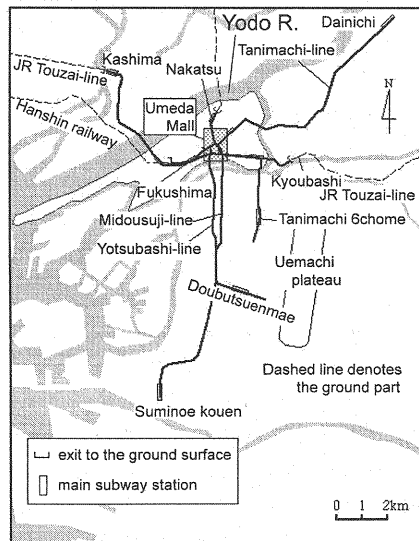 Yodo R.
Dainichi
Kashima
Tanimachi-line
JR Touzai-line
Nakatsu
N
Umeda
Mall
Hanshin railway
Fukushima
Kyoubashi
JR Touzai-line
Midousuji-line
Tanimachi 6chome
Yotsubashi-line
Uemachi
plateau
Doubutsuenmae
Dashed line denotes
the ground part
Suminoe kouen
exit to the ground surface
main subway station
0 1 2km